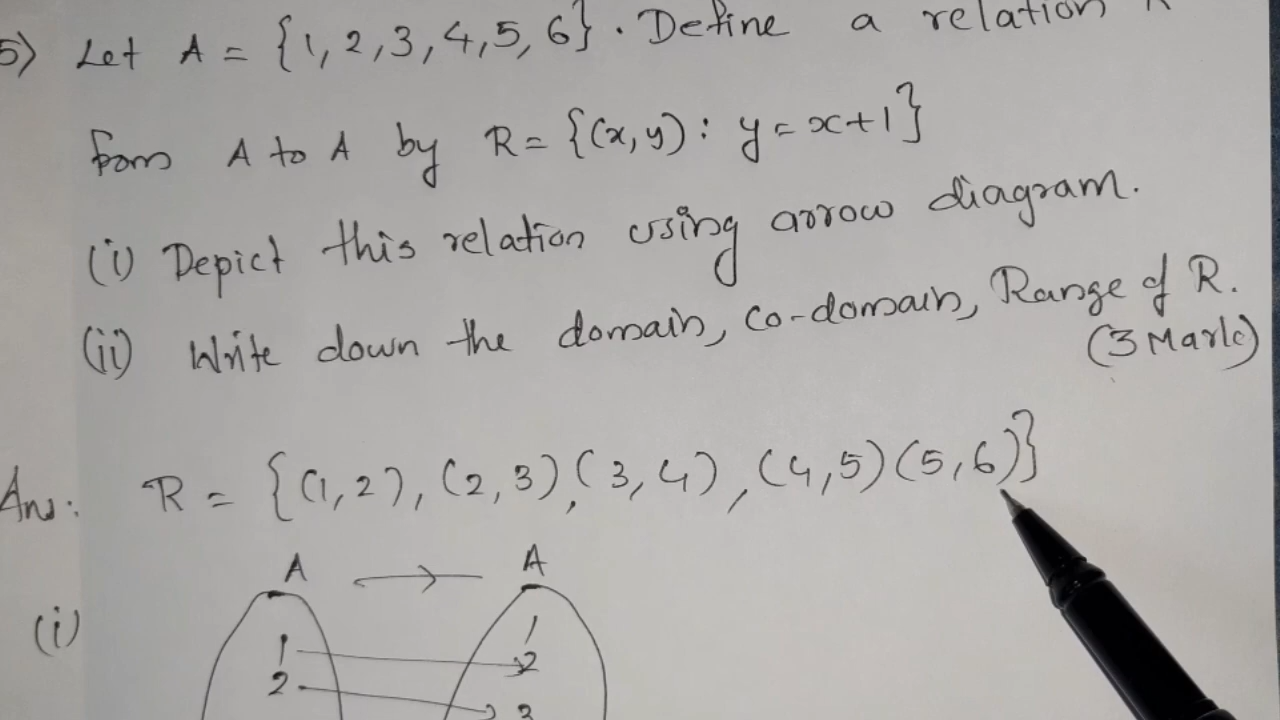 5) Let A = {1,2,3,4,5,6}. Define a relation R
from A to A by R= {(x,y): y=x+1}
(i) Depict this relation using arrow diagram.
(ii) Write down the domain, co-domain, Range of R.
(3 Mark)
Ans: R = {(1,2), (2,3), (3,4), (4,5)(5,6)}
A → A
(i)
1 1
2 2
3